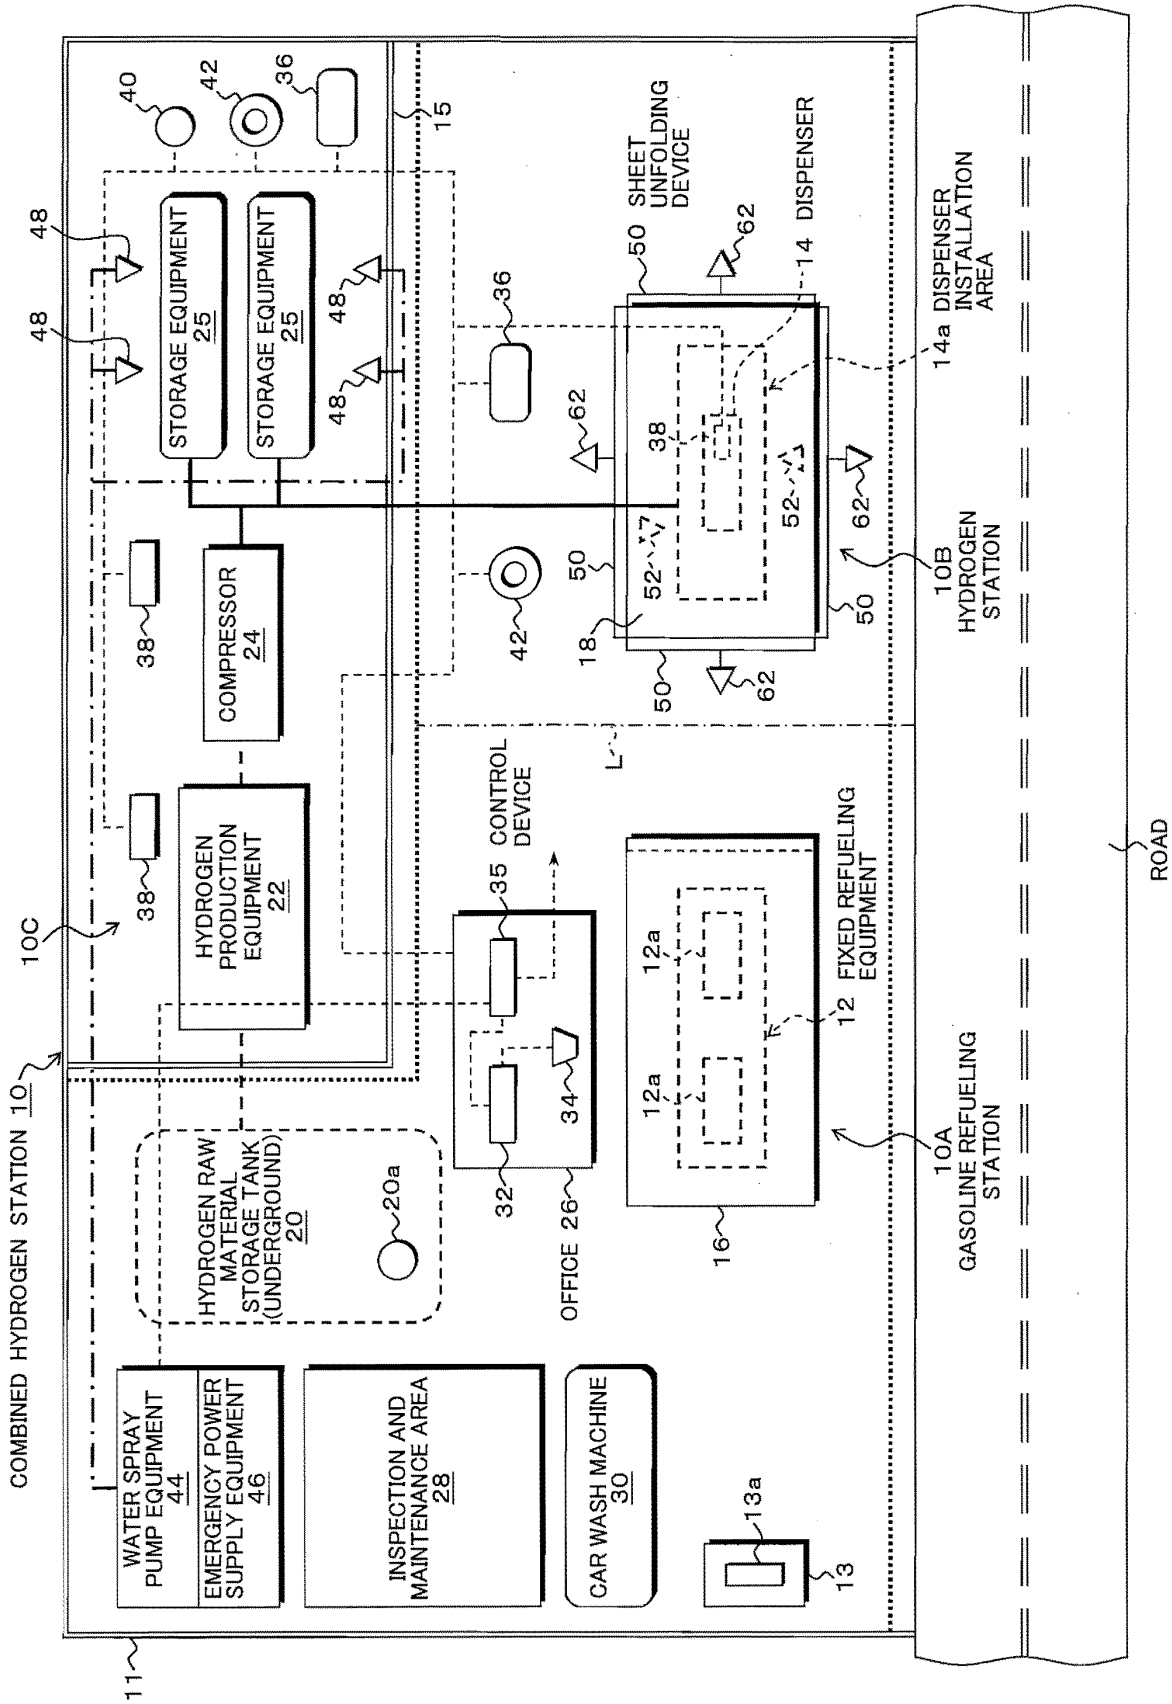 COMBINED HYDROGEN STATION 10
11
WATER SPRAY
PUMP EQUIPMENT
44
EMERGENCY POWER
SUPPLY EQUIPMENT
46
INSPECTION AND
MAINTENANCE AREA
28
CAR WASH MACHINE
30
13a
13
HYDROGEN RAW
MATERIAL
STORAGE TANK
(UNDERGROUND)
20
20a
10C
HYDROGEN
PRODUCTION
EQUIPMENT
22
38
38
COMPRESSOR
24
STORAGE EQUIPMENT
25
STORAGE EQUIPMENT
25
48
48
48
48
40
42
36
15
OFFICE 26
32
34
35 CONTROL
DEVICE
L
42
36
16
12a
12a
12 FIXED REFUELING
EQUIPMENT
10A
GASOLINE REFUELING
STATION
18
50
50
50
50 SHEET
UNFOLDING
DEVICE
52
52
38
62
62
62
62
14 DISPENSER
14a DISPENSER
INSTALLATION
AREA
10B
HYDROGEN
STATION
ROAD